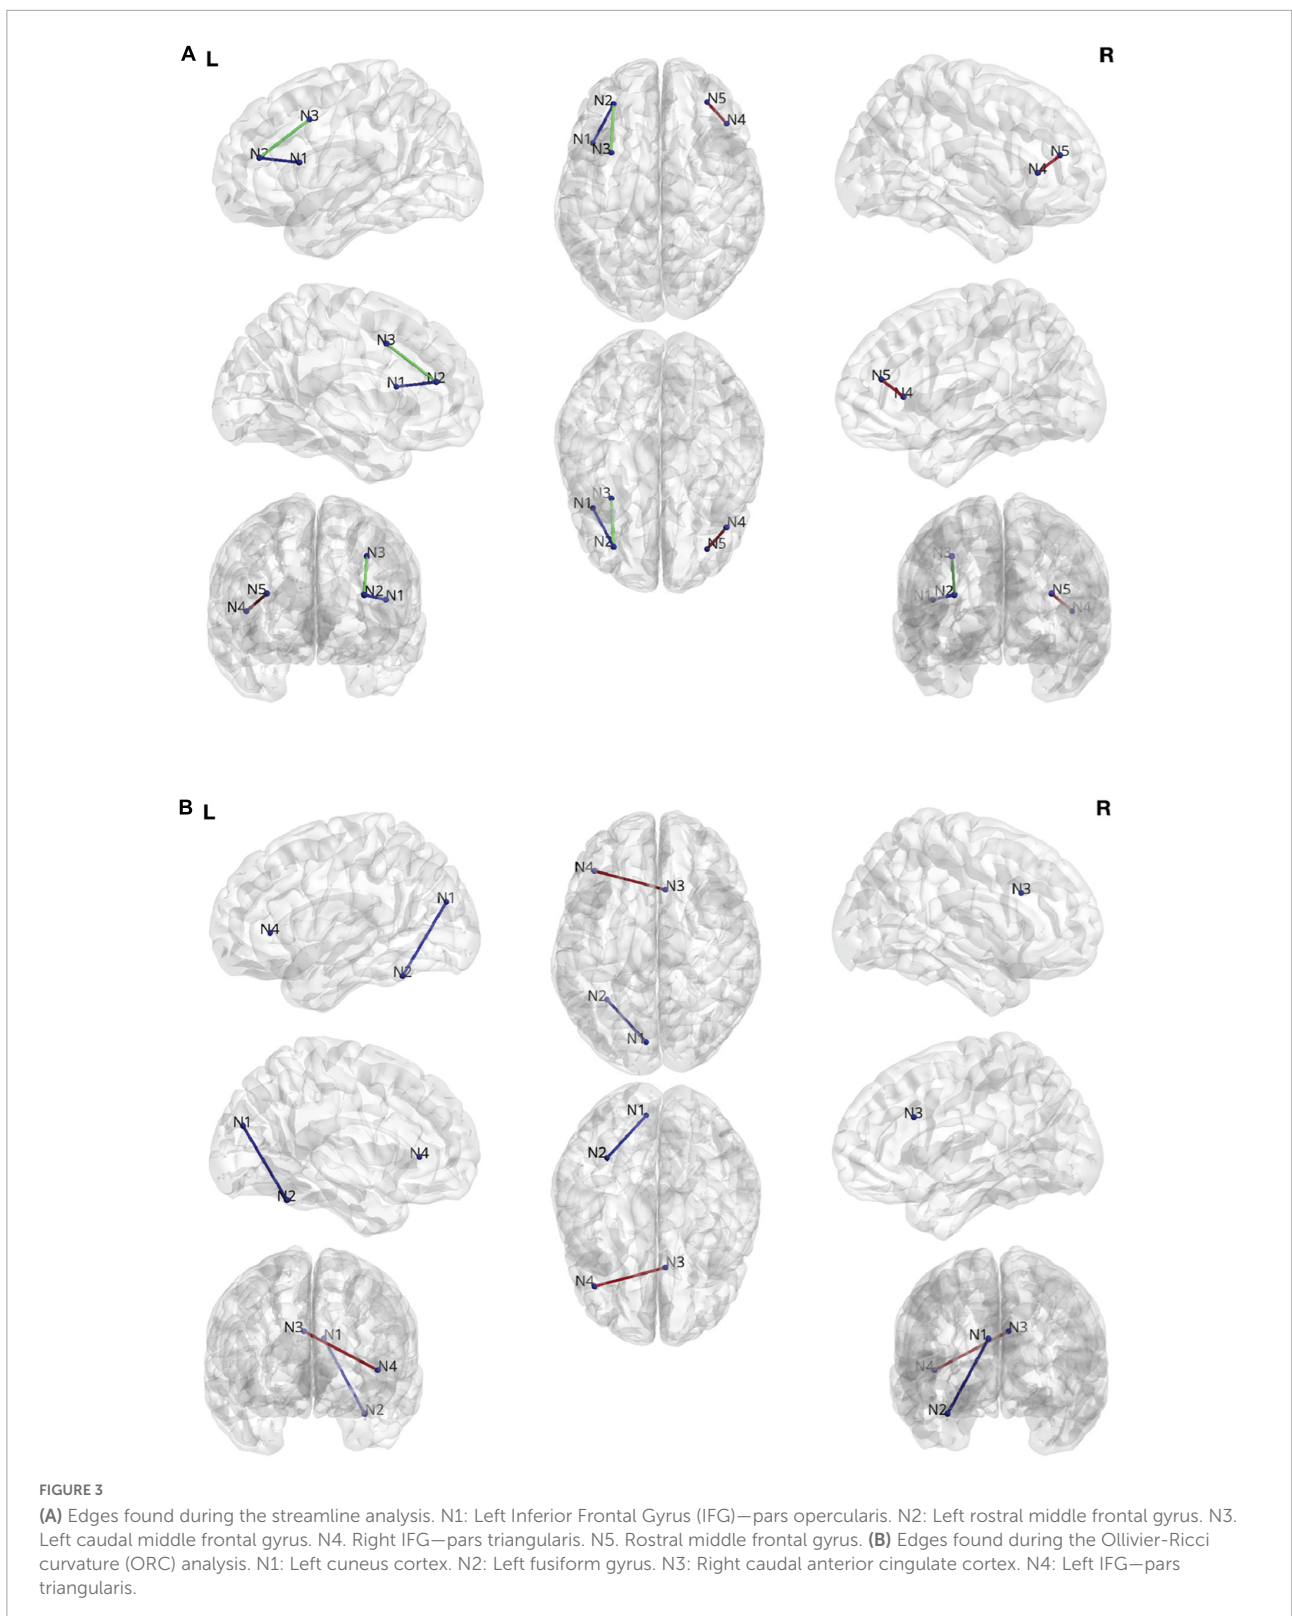 A L
R
N3
N2
N1
N2
N1
N3
N5
N4
N5
N4
N3
N1
N2
N5
N4
N3
N1
N2
N4
N5
N3
N5
N2
N1
N4
N3
N1
N2
N5
N4
B L
R
N1
N4
N2
N4
N3
N2
N1
N3
N1
N4
N2
N1
N2
N3
N4
N3
N3
N1
N4
N2
N1
N3
N4
N2
FIGURE 3
(A) Edges found during the streamline analysis. N1: Left Inferior Frontal Gyrus (IFG)—pars opercularis. N2: Left rostral middle frontal gyrus. N3.
Left caudal middle frontal gyrus. N4. Right IFG—pars triangularis. N5. Rostral middle frontal gyrus. (B) Edges found during the Ollivier-Ricci
curvature (ORC) analysis. N1: Left cuneus cortex. N2: Left fusiform gyrus. N3: Right caudal anterior cingulate cortex. N4: Left IFG—pars
triangularis.